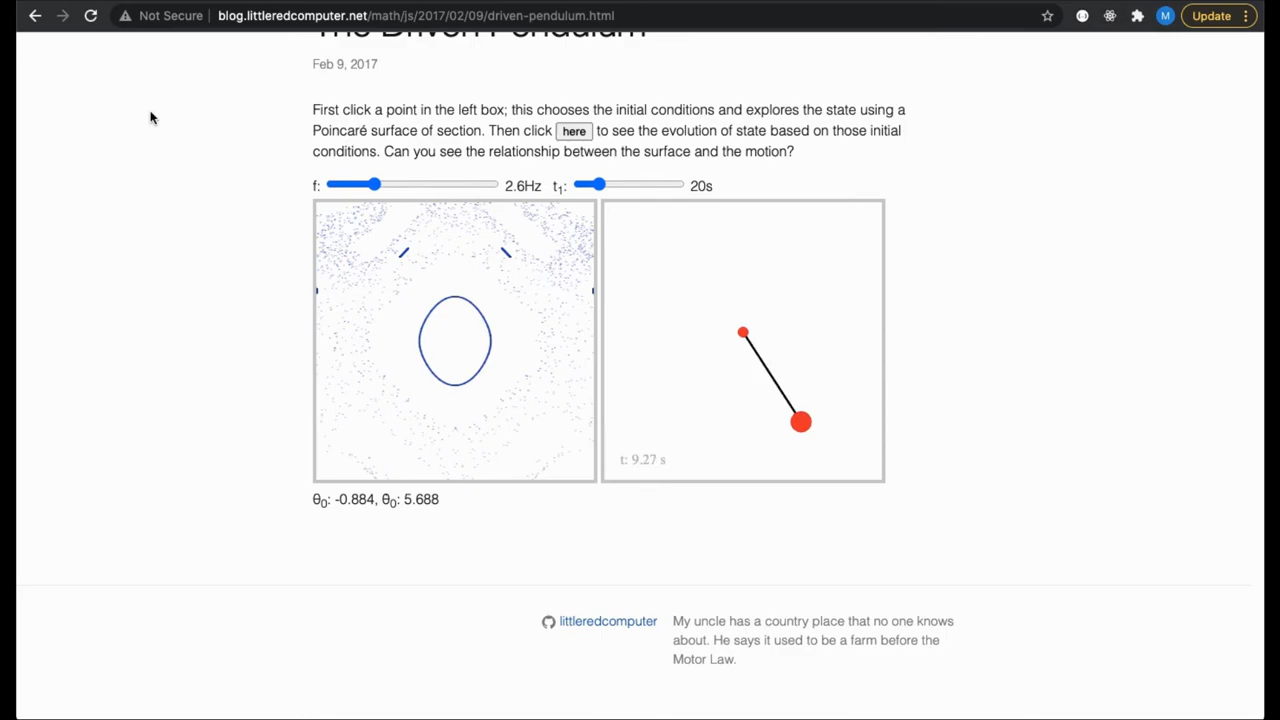 Not Secure blog.littleredcomputer.net/math/js/2017/02/09/driven-pendulum.html M Update
The Driven Pendulum
Feb 9, 2017
First click a point in the left box; this chooses the initial conditions and explores the state using a
Poincaré surface of section. Then click here to see the evolution of state based on those initial
conditions. Can you see the relationship between the surface and the motion?
f: 2.6Hz t1: 20s
t: 9.27 s
θ0: -0.884, θ0: 5.688
littleredcomputer
My uncle has a country place that no one knows
about. He says it used to be a farm before the
Motor Law.